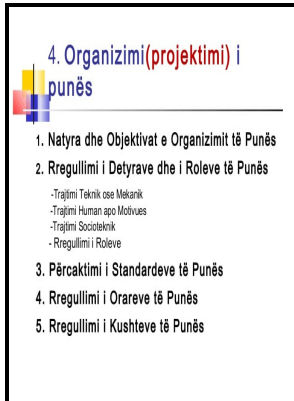 4. Organizimi(projektimi) i
punës
1. Natyra dhe Objektivat e Organizimit të Punës
2. Rregullimi i Detyrave dhe i Roleve të Punës
-Trajtimi Teknik ose Mekanik
-Trajtimi Human apo Motivues
-Trajtimi Socioteknik
- Rregullimi i Roleve
3. Përcaktimi i Standardeve të Punës
4. Rregullimi i Orareve të Punës
5. Rregullimi i Kushteve të Punës